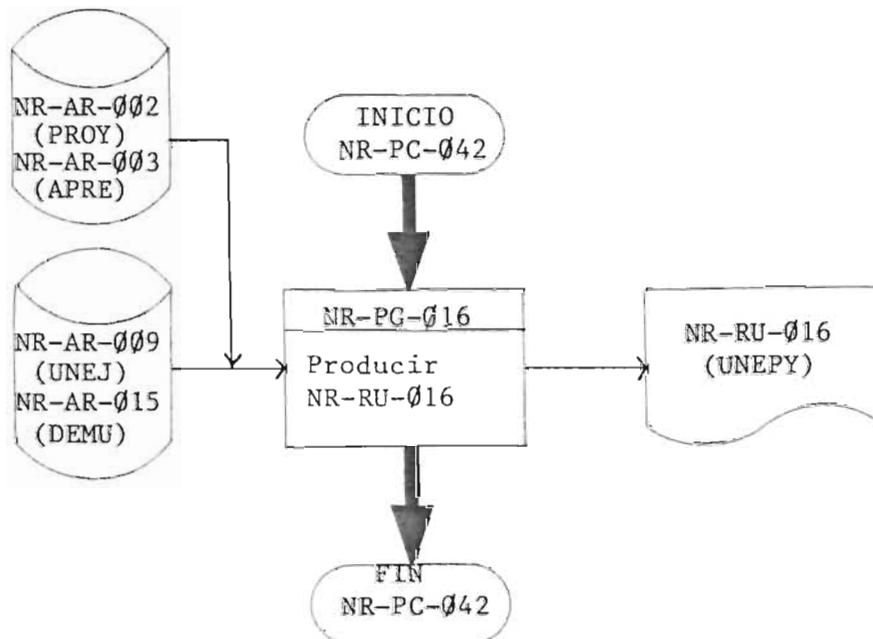 NR-AR-ØØ2
(PROY)
NR-AR-ØØ3
(APRE)
INICIO
NR-PC-Ø42
NR-AR-ØØ9
(UNEJ)
NR-AR-Ø15
(DEMU)
NR-PG-Ø16
Producir
NR-RU-Ø16
NR-RU-Ø16
(UNEPY)
FIN
NR-PC-Ø42